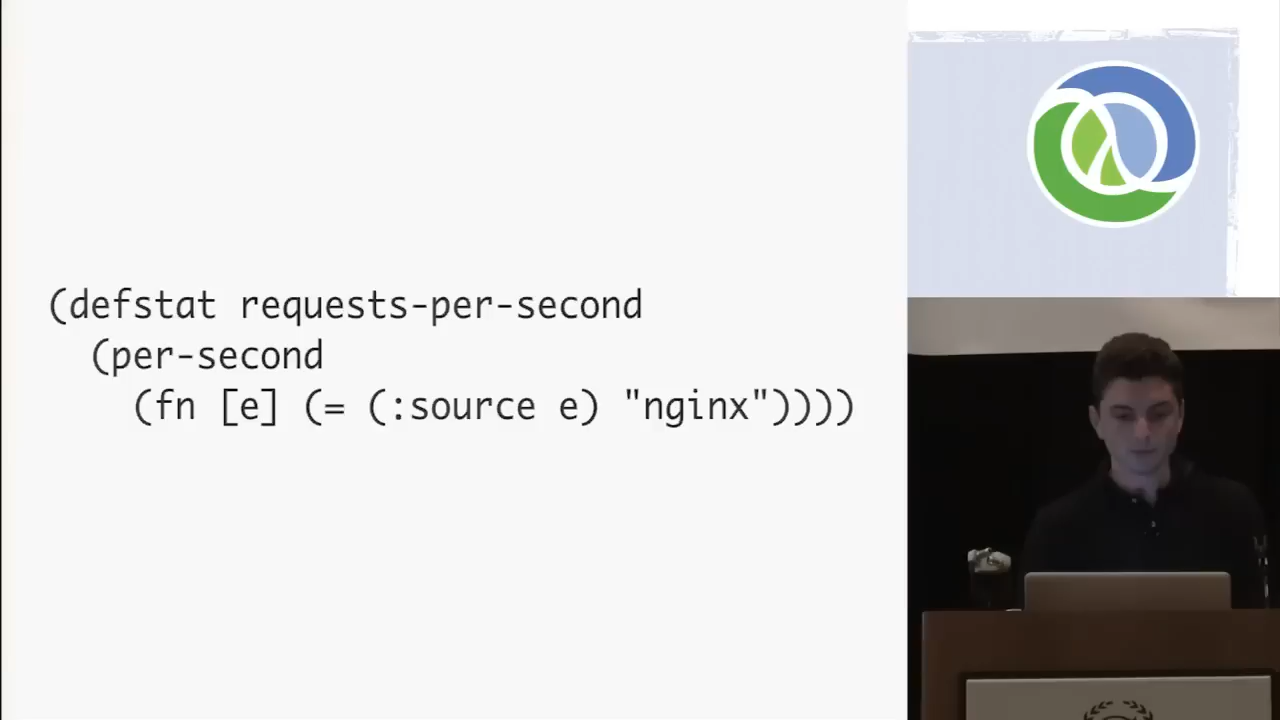 (defstat requests-per-second
(per-second
(fn [e] (= (:source e) "nginx"))))